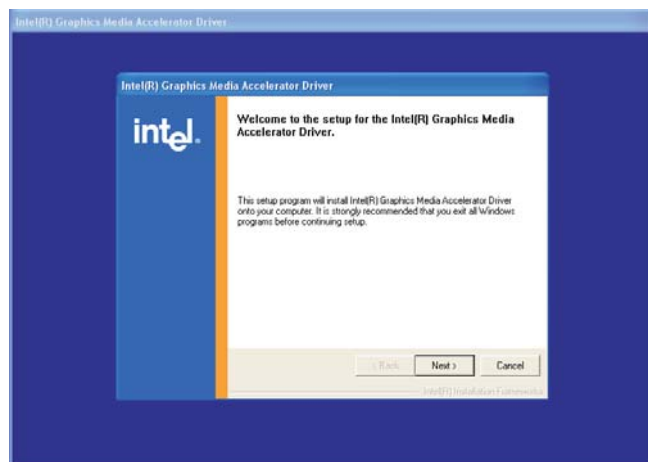 Intel(R) Graphics Media Accelerator Driver
Intel(R) Graphics Media Accelerator Driver
intel.
Welcome to the setup for the Intel(R) Graphics Media
Accelerator Driver.
This setup program will install Intel(R) Graphics Media Accelerator Driver
onto your computer. It is strongly recommended that you exit all Windows
programs before continuing setup.
< Back Next > Cancel
Intel(R) Installation Frameworks